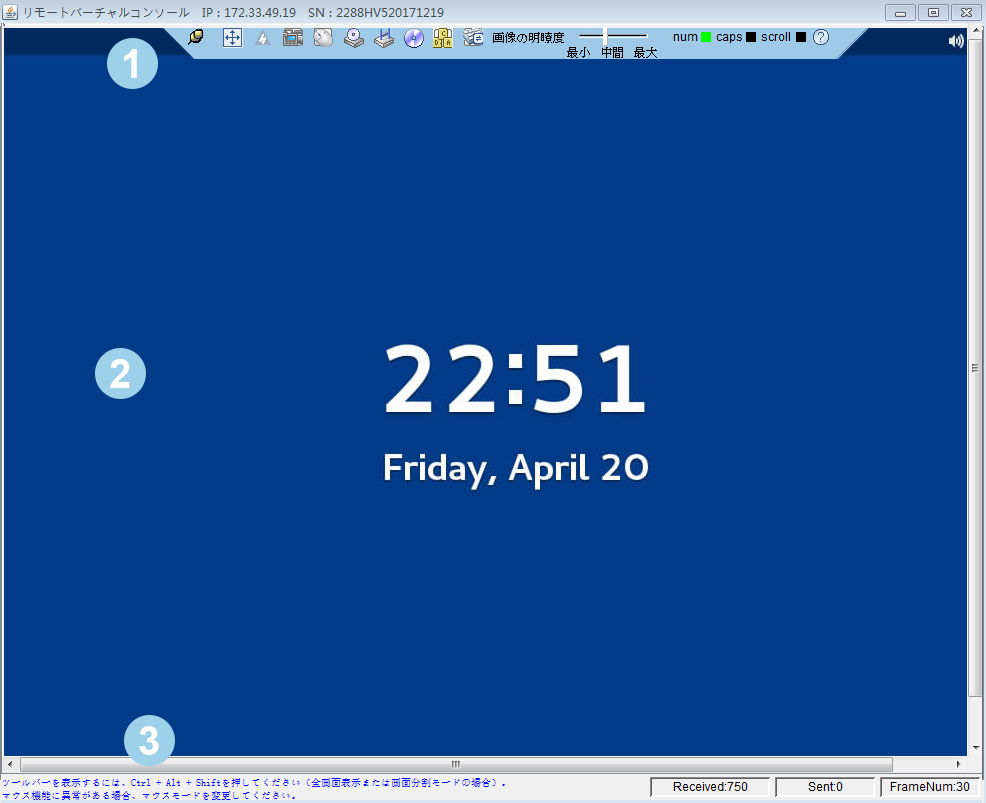 リモートバーチャルコンソール IP : 172.33.49.19 SN : 2288HV520171219
画像の明瞭度
最小 中間 最大
num caps scroll ?
1
2
22:51
Friday, April 20
3
ツールバーを表示するには、Ctrl + Alt + Shiftを押してください（全画面表示または画面分割モードの場合）.
マウス機能に異常がある場合、マウスモードを変更してください.
Received:750 Sent:0 FrameNum:30